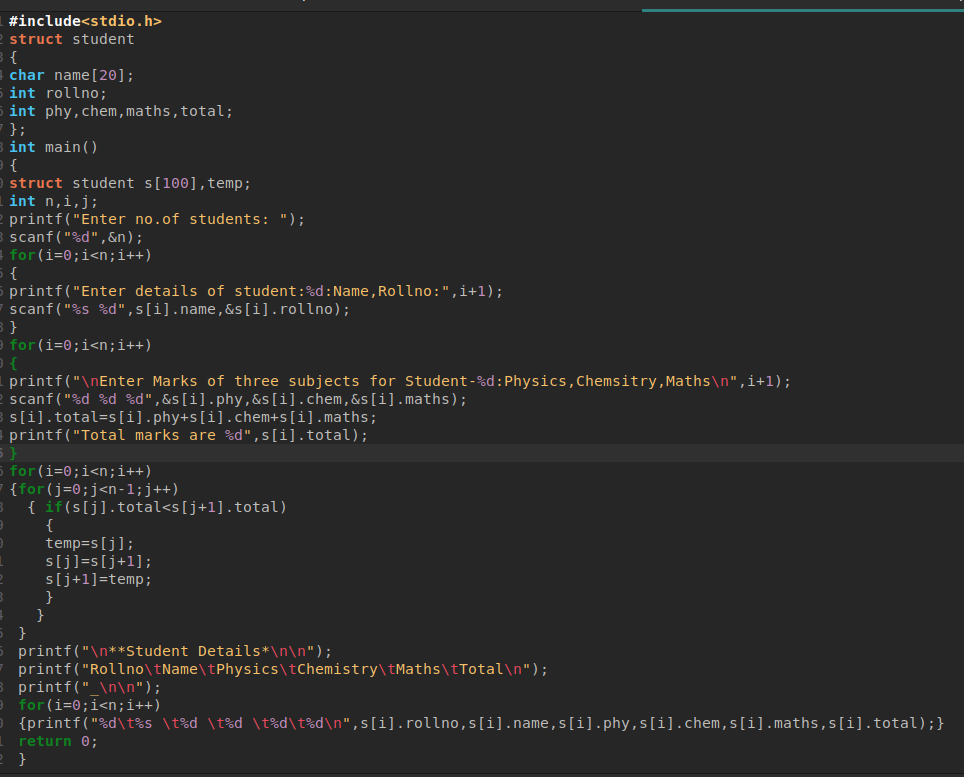 #include<stdio.h>
struct student
{
char name[20];
int rollno;
int phy,chem,maths,total;
};
int main()
{
struct student s[100],temp;
int n,i,j;
printf("Enter no.of students: ");
scanf("%d",&n);
for(i=0;i<n;i++)
{
printf("Enter details of student:%d:Name,Rollno:",i+1);
scanf("%s %d",s[i].name,&s[i].rollno);
}
for(i=0;i<n;i++)
{
printf("\nEnter Marks of three subjects for Student-%d:Physics,Chemsitry,Maths\n",i+1);
scanf("%d %d %d",&s[i].phy,&s[i].chem,&s[i].maths);
s[i].total=s[i].phy+s[i].chem+s[i].maths;
printf("Total marks are %d",s[i].total);
}
for(i=0;i<n;i++)
{for(j=0;j<n-1;j++)
  { if(s[j].total<s[j+1].total)
    {
    temp=s[j];
    s[j]=s[j+1];
    s[j+1]=temp;
    }
   }
 }
 printf("\n**Student Details*\n\n");
 printf("Rollno\tName\tPhysics\tChemistry\tMaths\tTotal\n");
 printf("_\n\n");
 for(i=0;i<n;i++)
 {printf("%d\t%s \t%d \t%d \t%d\t%d\n",s[i].rollno,s[i].name,s[i].phy,s[i].chem,s[i].maths,s[i].total);}
 return 0;
 }